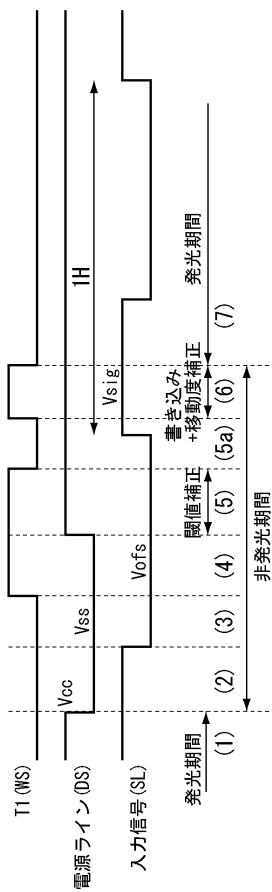 T1(WS)
電源ライン(DS)
Vcc
Vss
1H
入力信号(SL)
Vofs
Vsig
発光期間
(1)
(2)
(3)
(4)
閾値補正
(5)
(5a)
書き込み
+移動度補正
(6)
発光期間
(7)
非発光期間